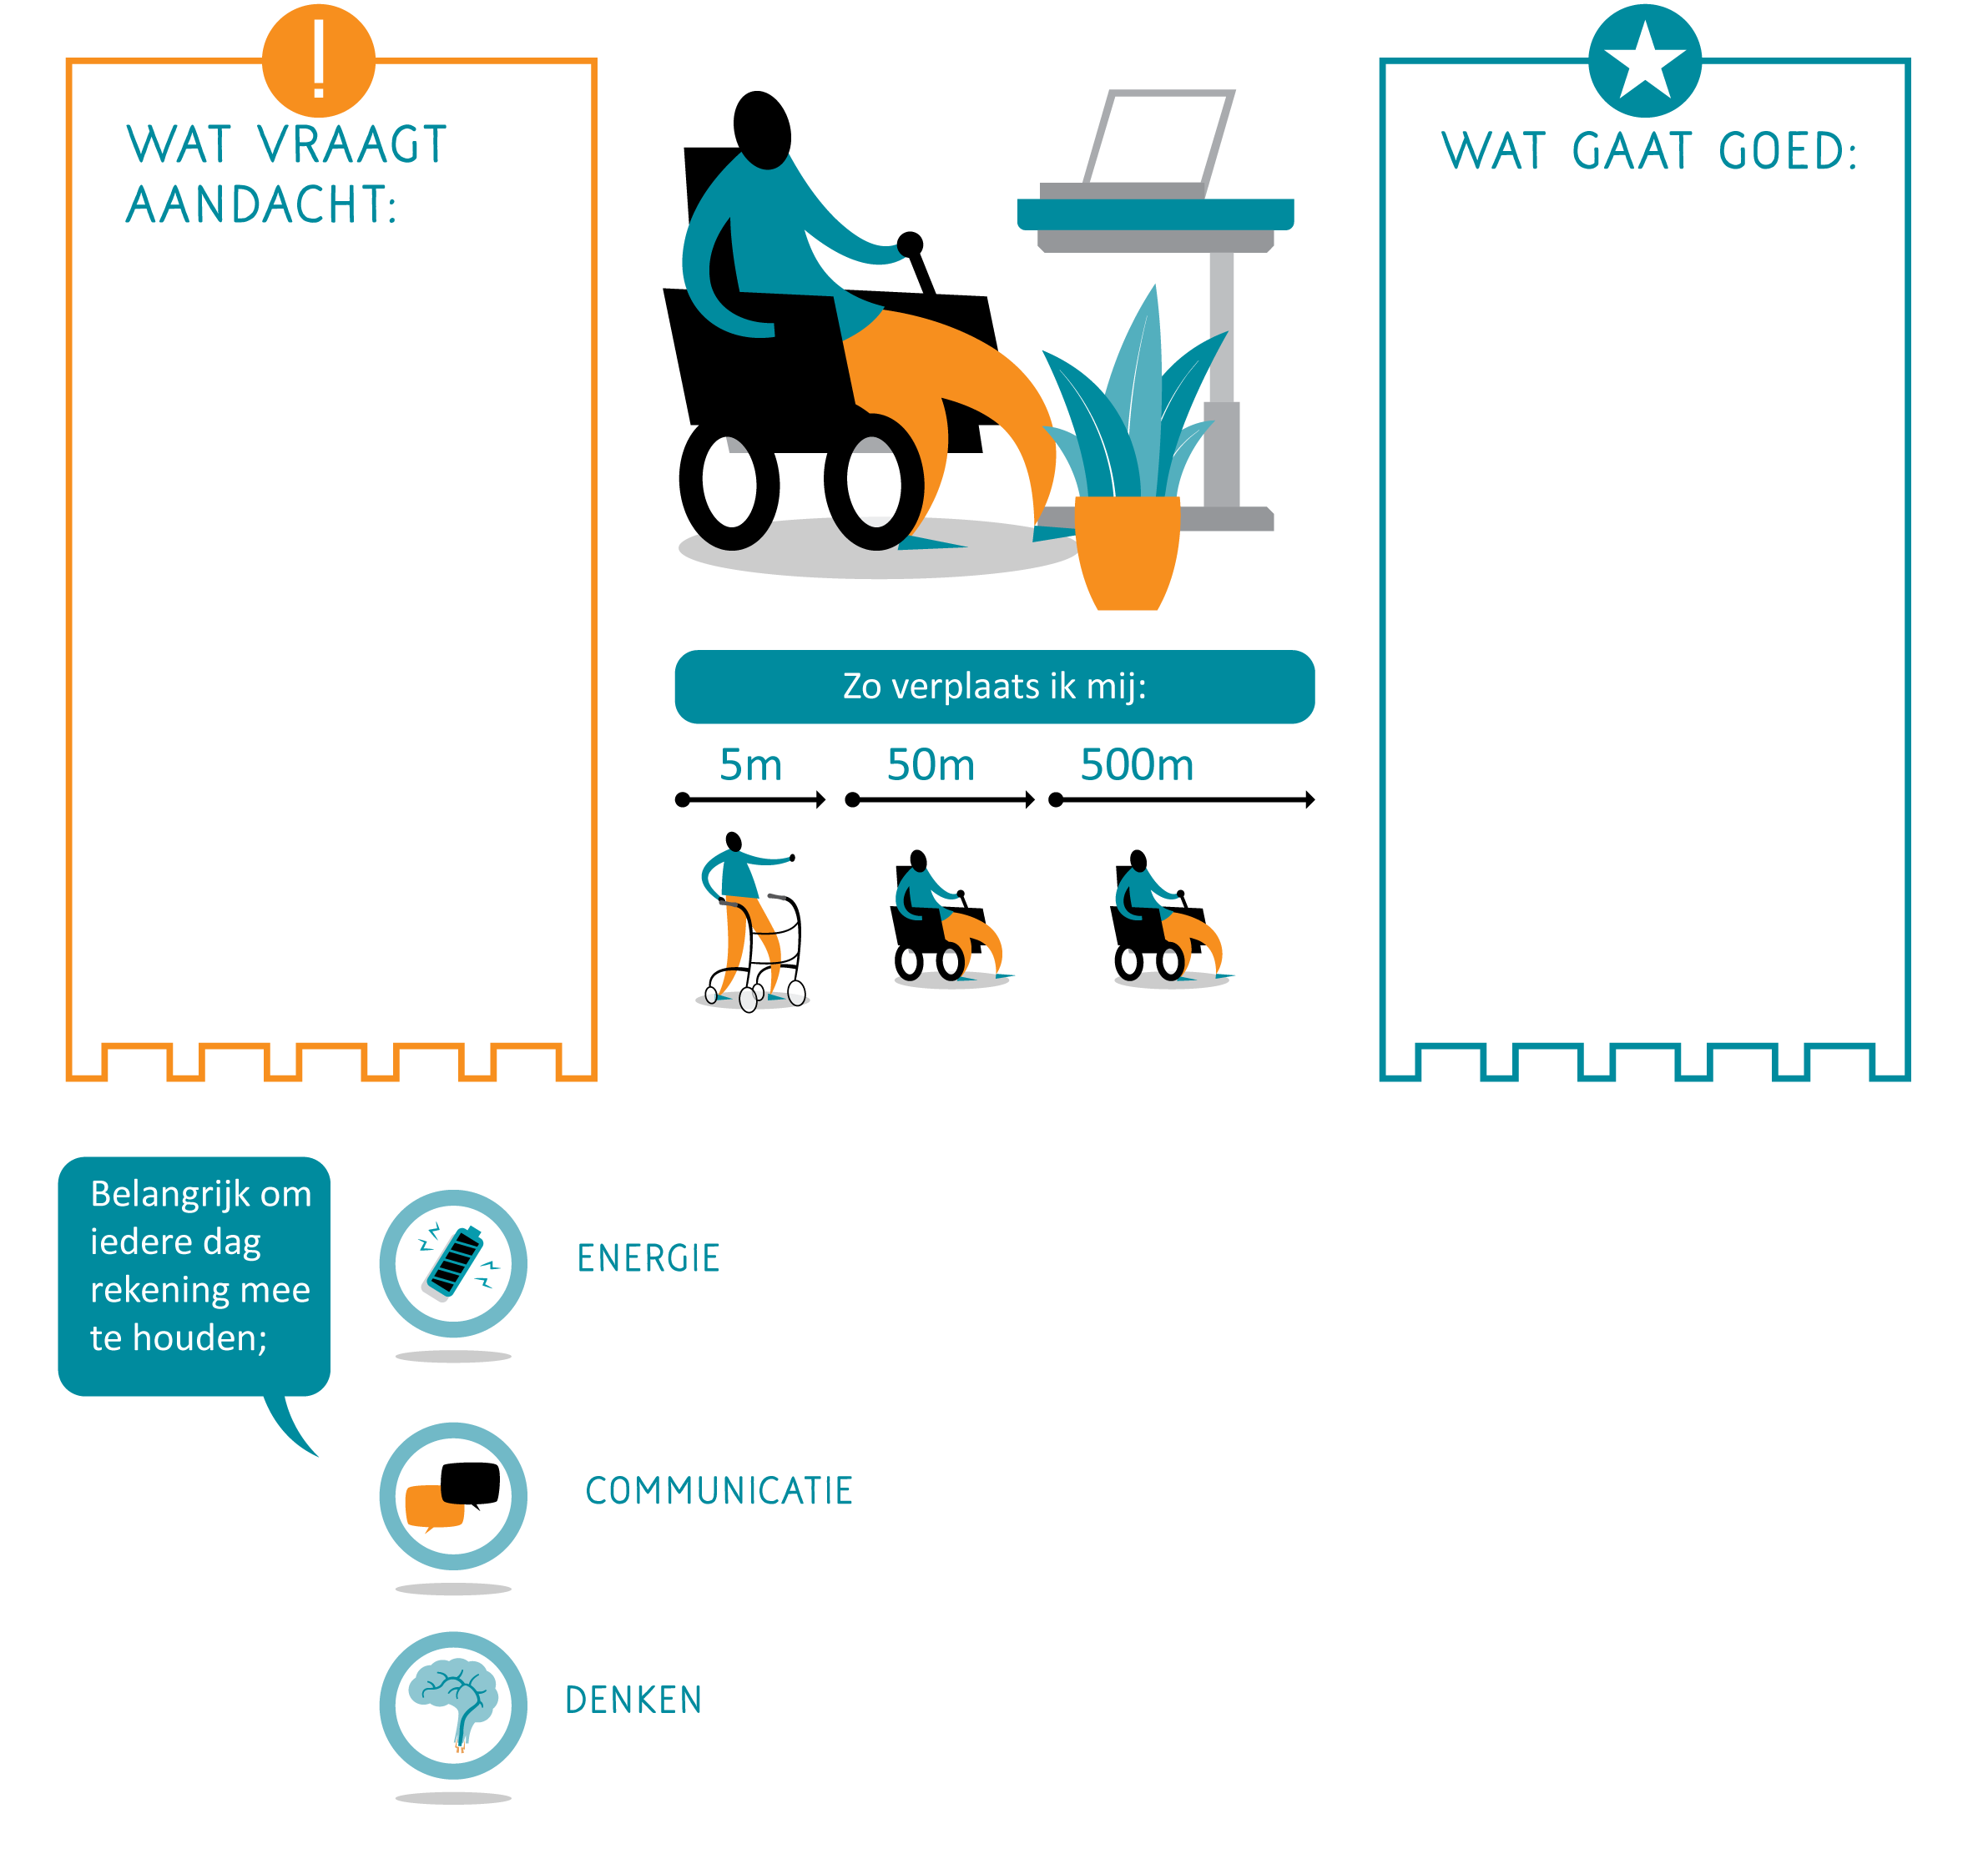 WAT VRAAGT
AANDACHT:
WAT GAAT GOED:
Zo verplaats ik mij:
5m
50m
500m
Belangrijk om
iedere dag
rekening mee
te houden;
ENERGIE
COMMUNICATIE
DENKEN